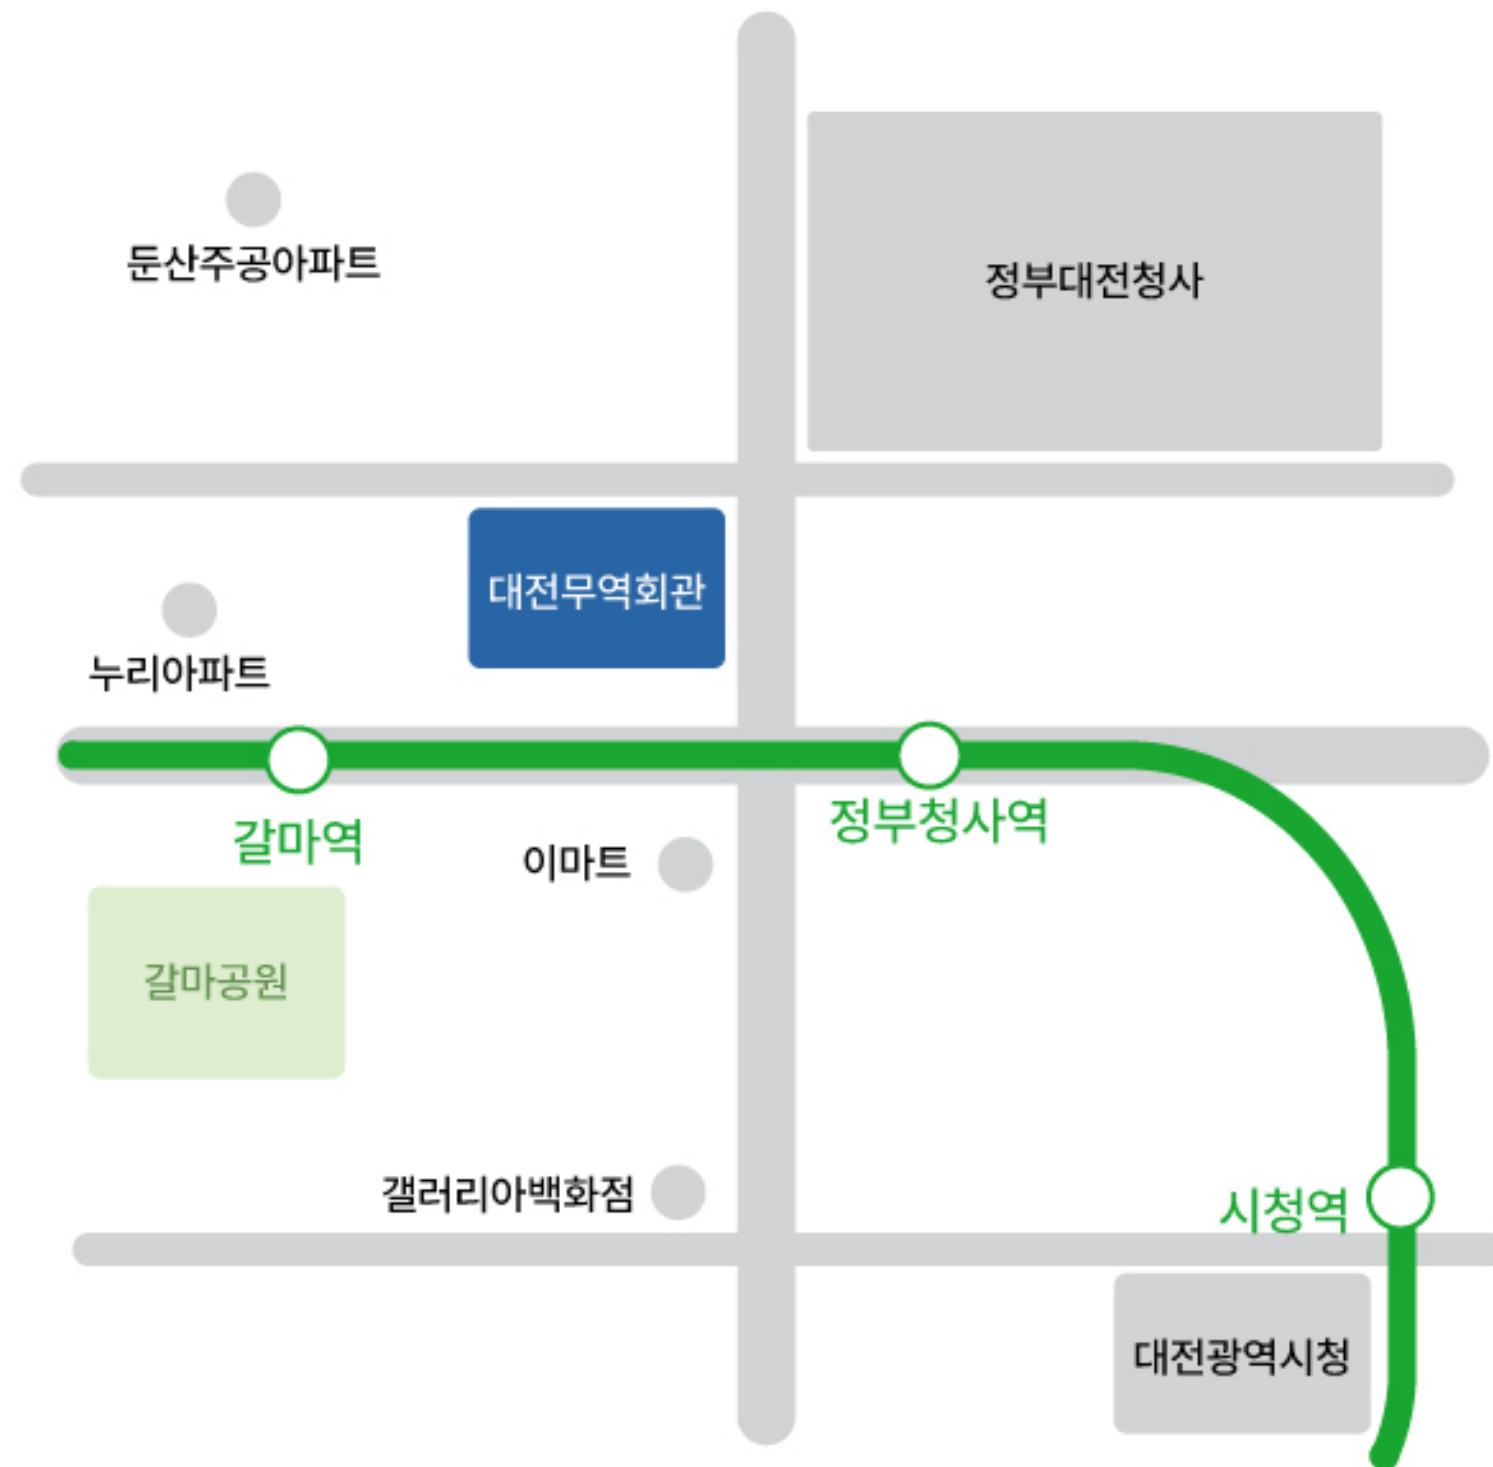 둔산주공아파트
정부대전청사
대전무역회관
누리아파트
갈마역
정부청사역
이마트
갈마공원
갤러리아백화점
시청역
대전광역시청